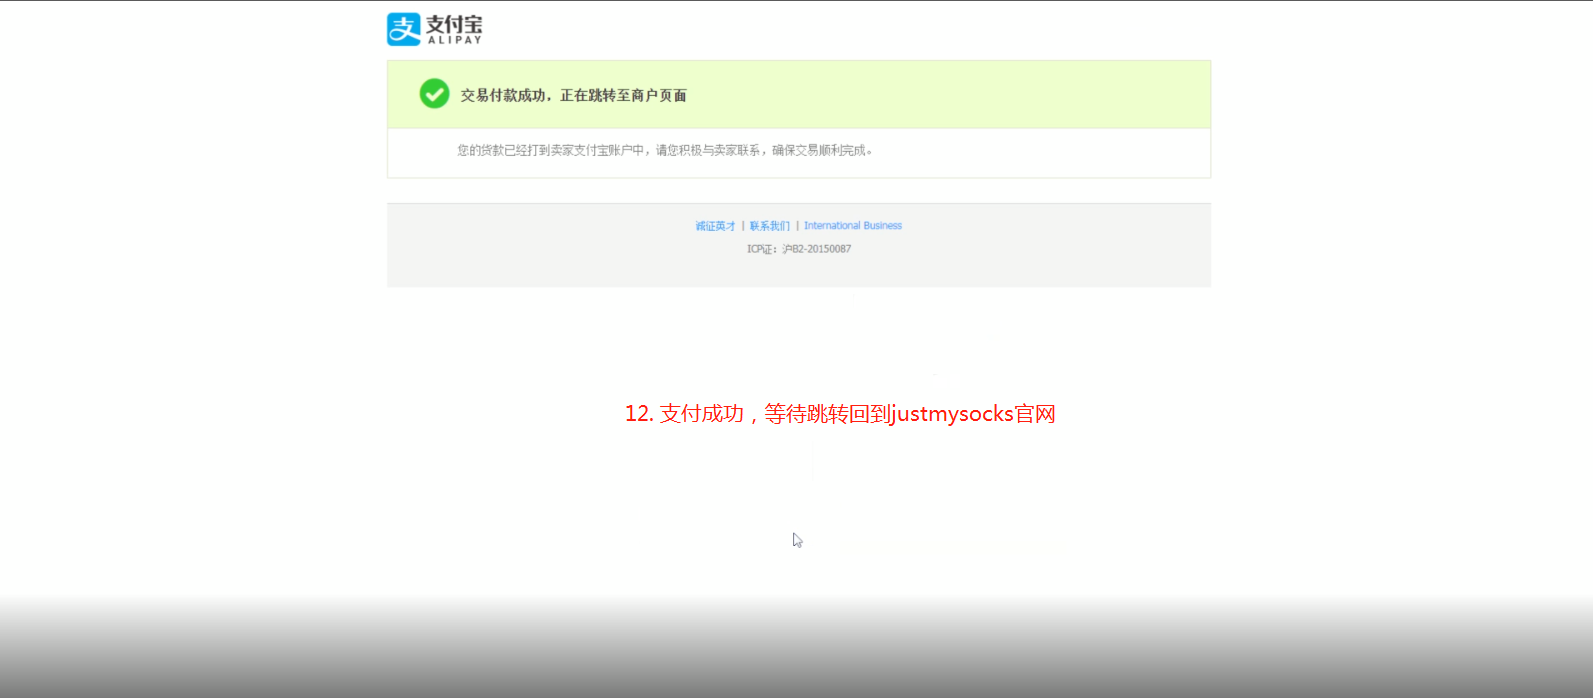 支付宝
ALIPAY
交易付款成功，正在跳转至商户页面
您的货款已经打到卖家支付宝账户中，请您积极与卖家联系，确保交易顺利完成。
诚征英才 | 联系我们 | International Business
ICP证：沪B2-20150087
12. 支付成功，等待跳转回到justmysocks官网